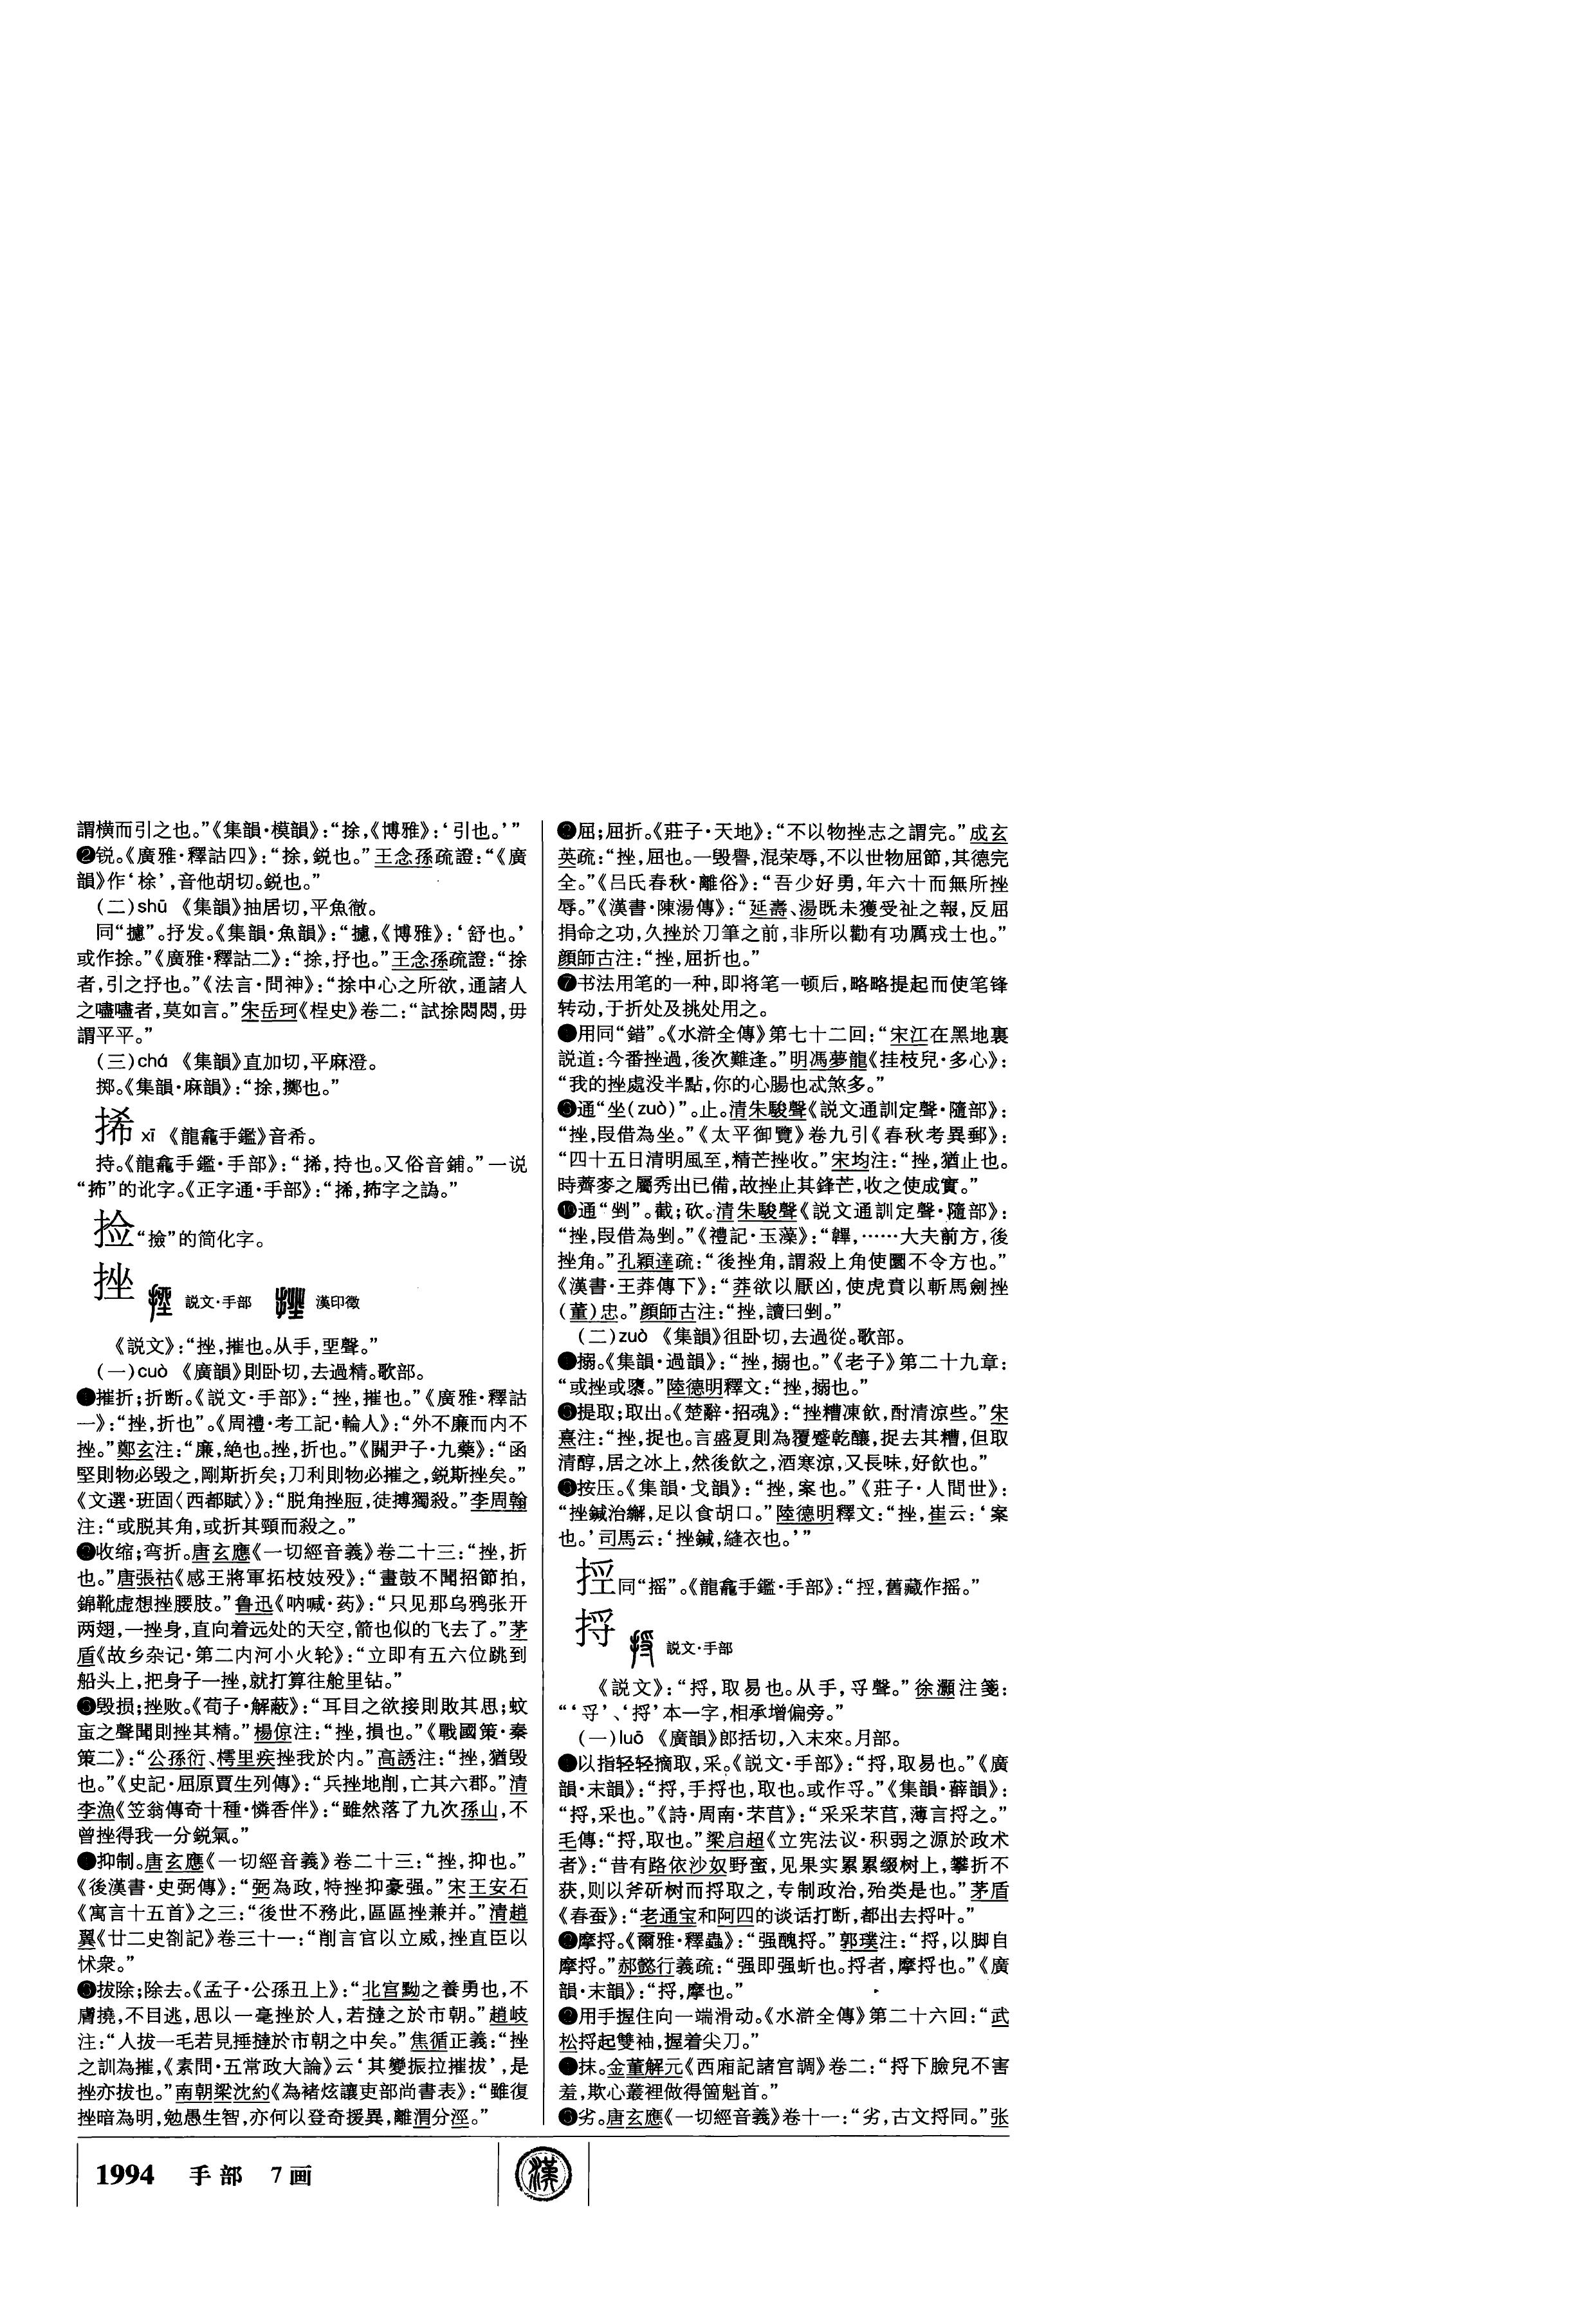 謂横而引之也。”《集韻·模韻》：“捈，《博雅》：‘引也。’”
❷锐。《廣雅·釋詁四》：“捈，鋭也。”王念孫疏證：“《廣
韻》作‘梌’，音他胡切。鋭也。”
（二）shū 《集韻》抽居切，平魚徹。
同“攄”。抒发。《集韻·魚韻》：“攄，《博雅》：‘舒也。’
或作捈。”《廣雅·釋詁二》：“捈，抒也。”王念孫疏證：“捈
者，引之抒也。”《法言·問神》：“捈中心之所欲，通諸人
之嚍嚍者，莫如言。”宋岳珂《桯史》卷二：“試捈悶悶，毋
謂平平。”
（三）chá 《集韻》直加切，平麻澄。
掷。《集韻·麻韻》：“捈，擲也。”
捇 xī 《龍龕手鑑》音希。
持。《龍龕手鑑·手部》：“𢭁，持也。又俗音鋪。”一说
“抪”的讹字。《正字通·手部》：“𢭁，抪字之譌。”
捡“撿”的简化字。
挫 説文·手部 漢印徵
《説文》：“挫，摧也。从手，坐聲。”
（一）cuò 《廣韻》則卧切，去過精。歌部。
摧折；折断。《説文·手部》：“挫，摧也。”《廣雅·釋詁
一》：“挫，折也”。《周禮·考工記·輪人》：“外不廉而内不
挫。”鄭玄注：“廉，絶也。挫，折也。”《關尹子·九藥》：“函
堅則物必毁之，剛斯折矣；刀利則物必摧之，鋭斯挫矣。”
《文選·班固〈西都賦〉》：“脱角挫脰，徒搏獨殺。”李周翰
注：“或脱其角，或折其頸而殺之。”
❷收缩；弯折。唐玄應《一切經音義》卷二十三：“挫，折
也。”唐張祜《感王將軍拓枝妓殁》：“畫鼓不聞招節拍，
錦靴虚想挫腰肢。”鲁迅《呐喊·药》：“只见那乌鸦张开
两翅，一挫身，直向着远处的天空，箭也似的飞去了。”茅
盾《故乡杂记·第二内河小火轮》：“立即有五六位跳到
船头上，把身子一挫，就打算往舱里钻。”
❸毁损；挫败。《荀子·解蔽》：“耳目之欲接則敗其思；蚊
䖟之聲聞則挫其精。”楊倞注：“挫，損也。”《戰國策·秦
策二》：“公孫衍、樗里疾挫我於内。”高誘注：“挫，猶毁
也。”《史記·屈原賈生列傳》：“兵挫地削，亡其六郡。”清
李漁《笠翁傳奇十種·憐香伴》：“雖然落了九次孫山，不
曾挫得我一分鋭氣。”
抑制。唐玄應《一切經音義》卷二十三：“挫，抑也。”
《後漢書·史弼傳》：“弼為政，特挫抑豪强。”宋王安石
《寓言十五首》之三：“後世不務此，區區挫兼并。”清趙
翼《廿二史劄記》卷三十一：“削言官以立威，挫直臣以
怵衆。”
拔除；除去。《孟子·公孫丑上》：“北宫黝之養勇也，不
膚撓，不目逃，思以一毫挫於人，若撻之於市朝。”趙岐
注：“人拔一毛若見捶撻於市朝之中矣。”焦循正義：“挫
之訓為摧，《素問·五常政大論》云‘其變振拉摧拔’，是
挫亦拔也。”南朝梁沈約《為褚炫讓吏部尚書表》：“雖復
挫暗為明，勉愚生智，亦何以登奇援異，離渭分涇。”
屈；屈折。《莊子·天地》：“不以物挫志之謂完。”成玄
英疏：“挫，屈也。一毁譽，混荣辱，不以世物屈節，其德完
全。”《吕氏春秋·離俗》：“吾少好勇，年六十而無所挫
辱。”《漢書·陳湯傳》：“延壽、湯既未獲受祉之報，反屈
捐命之功，久挫於刀筆之前，非所以勸有功厲戎士也。”
顔師古注：“挫，屈折也。”
❼书法用笔的一种，即将笔一顿后，略略提起而使笔锋
转动，于折处及挑处用之。
用同“錯”。《水滸全傳》第七十二回：“宋江在黑地裏
説道：今番挫過，後次難逢。”明馮夢龍《挂枝兒·多心》：
“我的挫處没半點，你的心腸也忒煞多。”
通“坐（zuò）”。止。清朱駿聲《説文通訓定聲·隨部》：
“挫，叚借為坐。”《太平御覽》卷九引《春秋考異郵》：
“四十五日清明風至，精芒挫收。”宋均注：“挫，猶止也。
時薺麥之屬秀出已備，故挫止其鋒芒，收之使成實。”
❿通“剉”。截；砍。清朱駿聲《説文通訓定聲·隨部》：
“挫，叚借為剉。”《禮記·玉藻》：“韠，……大夫前方，後
挫角。”孔穎達疏：“後挫角，謂殺上角使圜不令方也。”
《漢書·王莽傳下》：“莽欲以厭凶，使虎賁以斬馬劍挫
（董）忠。”顔師古注：“挫，讀曰剉。”
（二）zuò 《集韻》徂卧切，去過從。歌部。
搦。《集韻·過韻》：“挫，搦也。”《老子》第二十九章：
“或挫或隳。”陸德明釋文：“挫，搦也。”
提取；取出。《楚辭·招魂》：“挫糟凍飲，酎清涼些。”朱
熹注：“挫，捉也。言盛夏則為覆蹙乾釀，捉去其糟，但取
清醇，居之冰上，然後飲之，酒寒涼，又長味，好飲也。”
❸按压。《集韻·戈韻》：“挫，案也。”《莊子·人間世》：
“挫鍼治繲，足以食胡口。”陸德明釋文：“挫，崔云：‘案
也。’司馬云：‘挫鍼，縫衣也。’”
挳同“摇”。《龍龕手鑑·手部》：“挳，舊藏作摇。”
捋 説文·手部
《説文》：“捋，取易也。从手，寽聲。”徐灝注箋：
“‘寽’、‘捋’本一字，相承增偏旁。”
（一）luō 《廣韻》郎括切，入末來。月部。
以指轻轻摘取，采。《説文·手部》：“捋，取易也。”《廣
韻·末韻》：“捋，手捋也，取也。或作寽。”《集韻·薛韻》：
“捋，采也。”《詩·周南·芣苢》：“采采芣苢，薄言捋之。”
毛傳：“捋，取也。”梁启超《立宪法议·积弱之源於政术
者》：“昔有路依沙奴野蛮，见果实累累缀树上，攀折不
获，则以斧斫树而捋取之，专制政治，殆类是也。”茅盾
《春蚕》：“老通宝和阿四的谈话打断，都出去捋叶。”
❷摩捋。《爾雅·釋蟲》：“强醜捋。”郭璞注：“捋，以脚自
摩捋。”郝懿行義疏：“强即强蚚也。捋者，摩捋也。”《廣
韻·末韻》：“捋，摩也。”
用手握住向一端滑动。《水滸全傳》第二十六回：“武
松捋起雙袖，握着尖刀。”
抹。金董解元《西厢記諸宫調》卷二：“捋下臉兒不害
羞，欺心叢裡做得箇魁首。”
劣。唐玄應《一切經音義》卷十一：“劣，古文捋同。”张
1994 手部 7画
漢